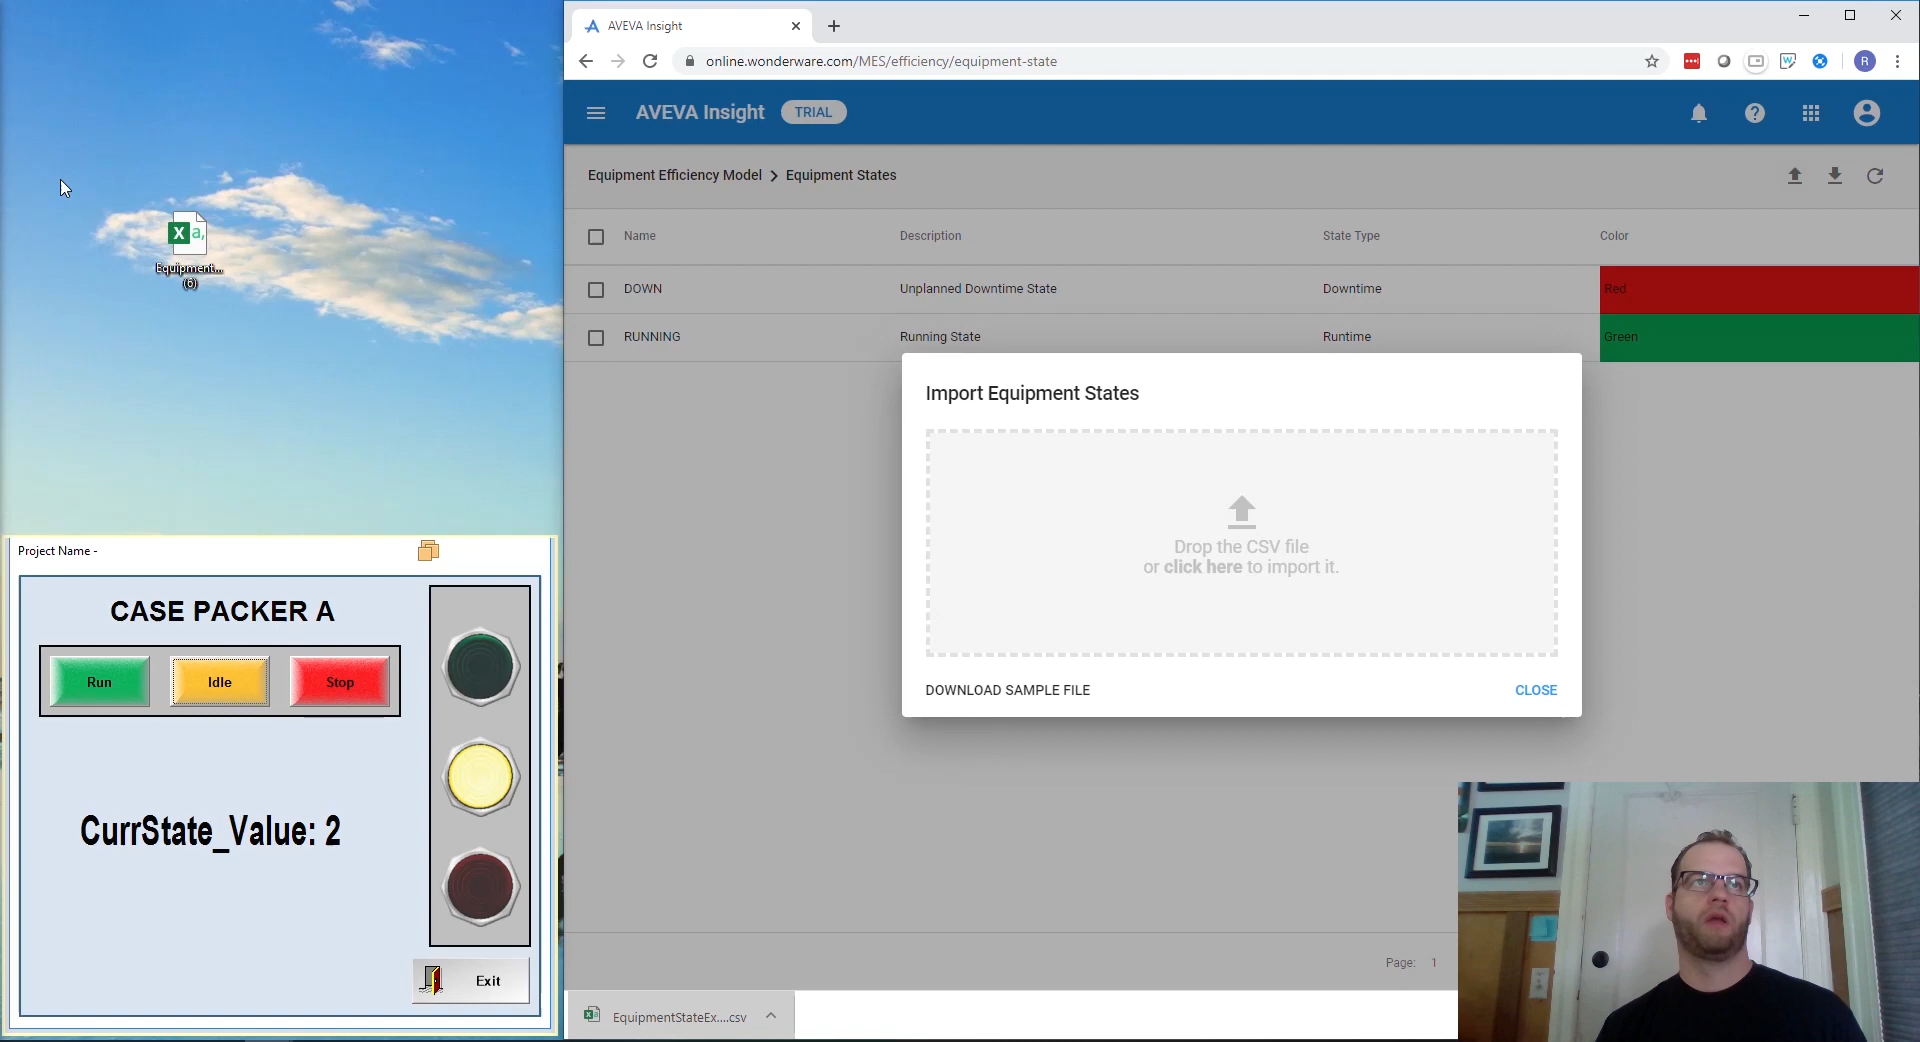 AVEVA Insight
online.wonderware.com/MES/efficiency/equipment-state
R
AVEVA Insight TRIAL
Equipment Efficiency Model > Equipment States
Name Description State Type Color
DOWN Unplanned Downtime State Downtime Red
RUNNING Running State Runtime Green
Import Equipment States
Drop the CSV file
or click here to import it.
DOWNLOAD SAMPLE FILE CLOSE
Page: 1
EquipmentStateEx....csv
Equipment...
(6)
Project Name -
CASE PACKER A
Run Idle Stop
CurrState_Value: 2
Exit